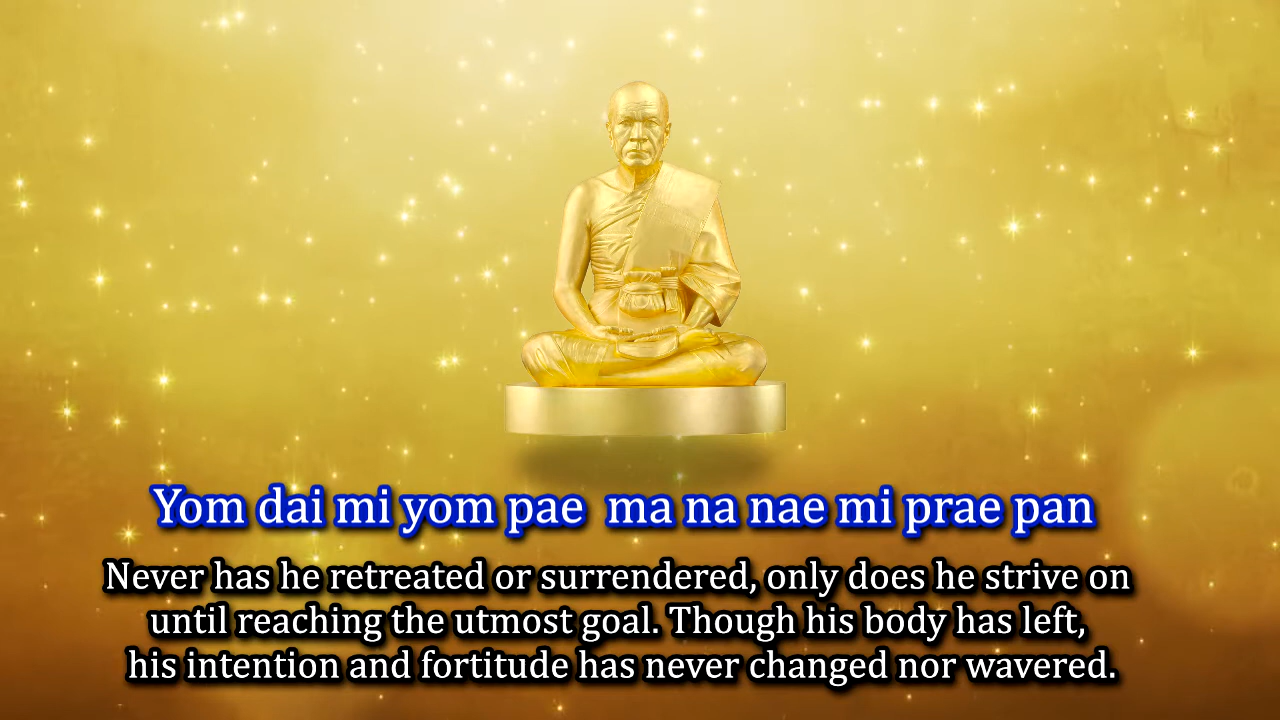 Yom dai mi yom pae ma na nae mi prae pan
Never has he retreated or surrendered, only does he strive on
until reaching the utmost goal. Though his body has left,
his intention and fortitude has never changed nor wavered.